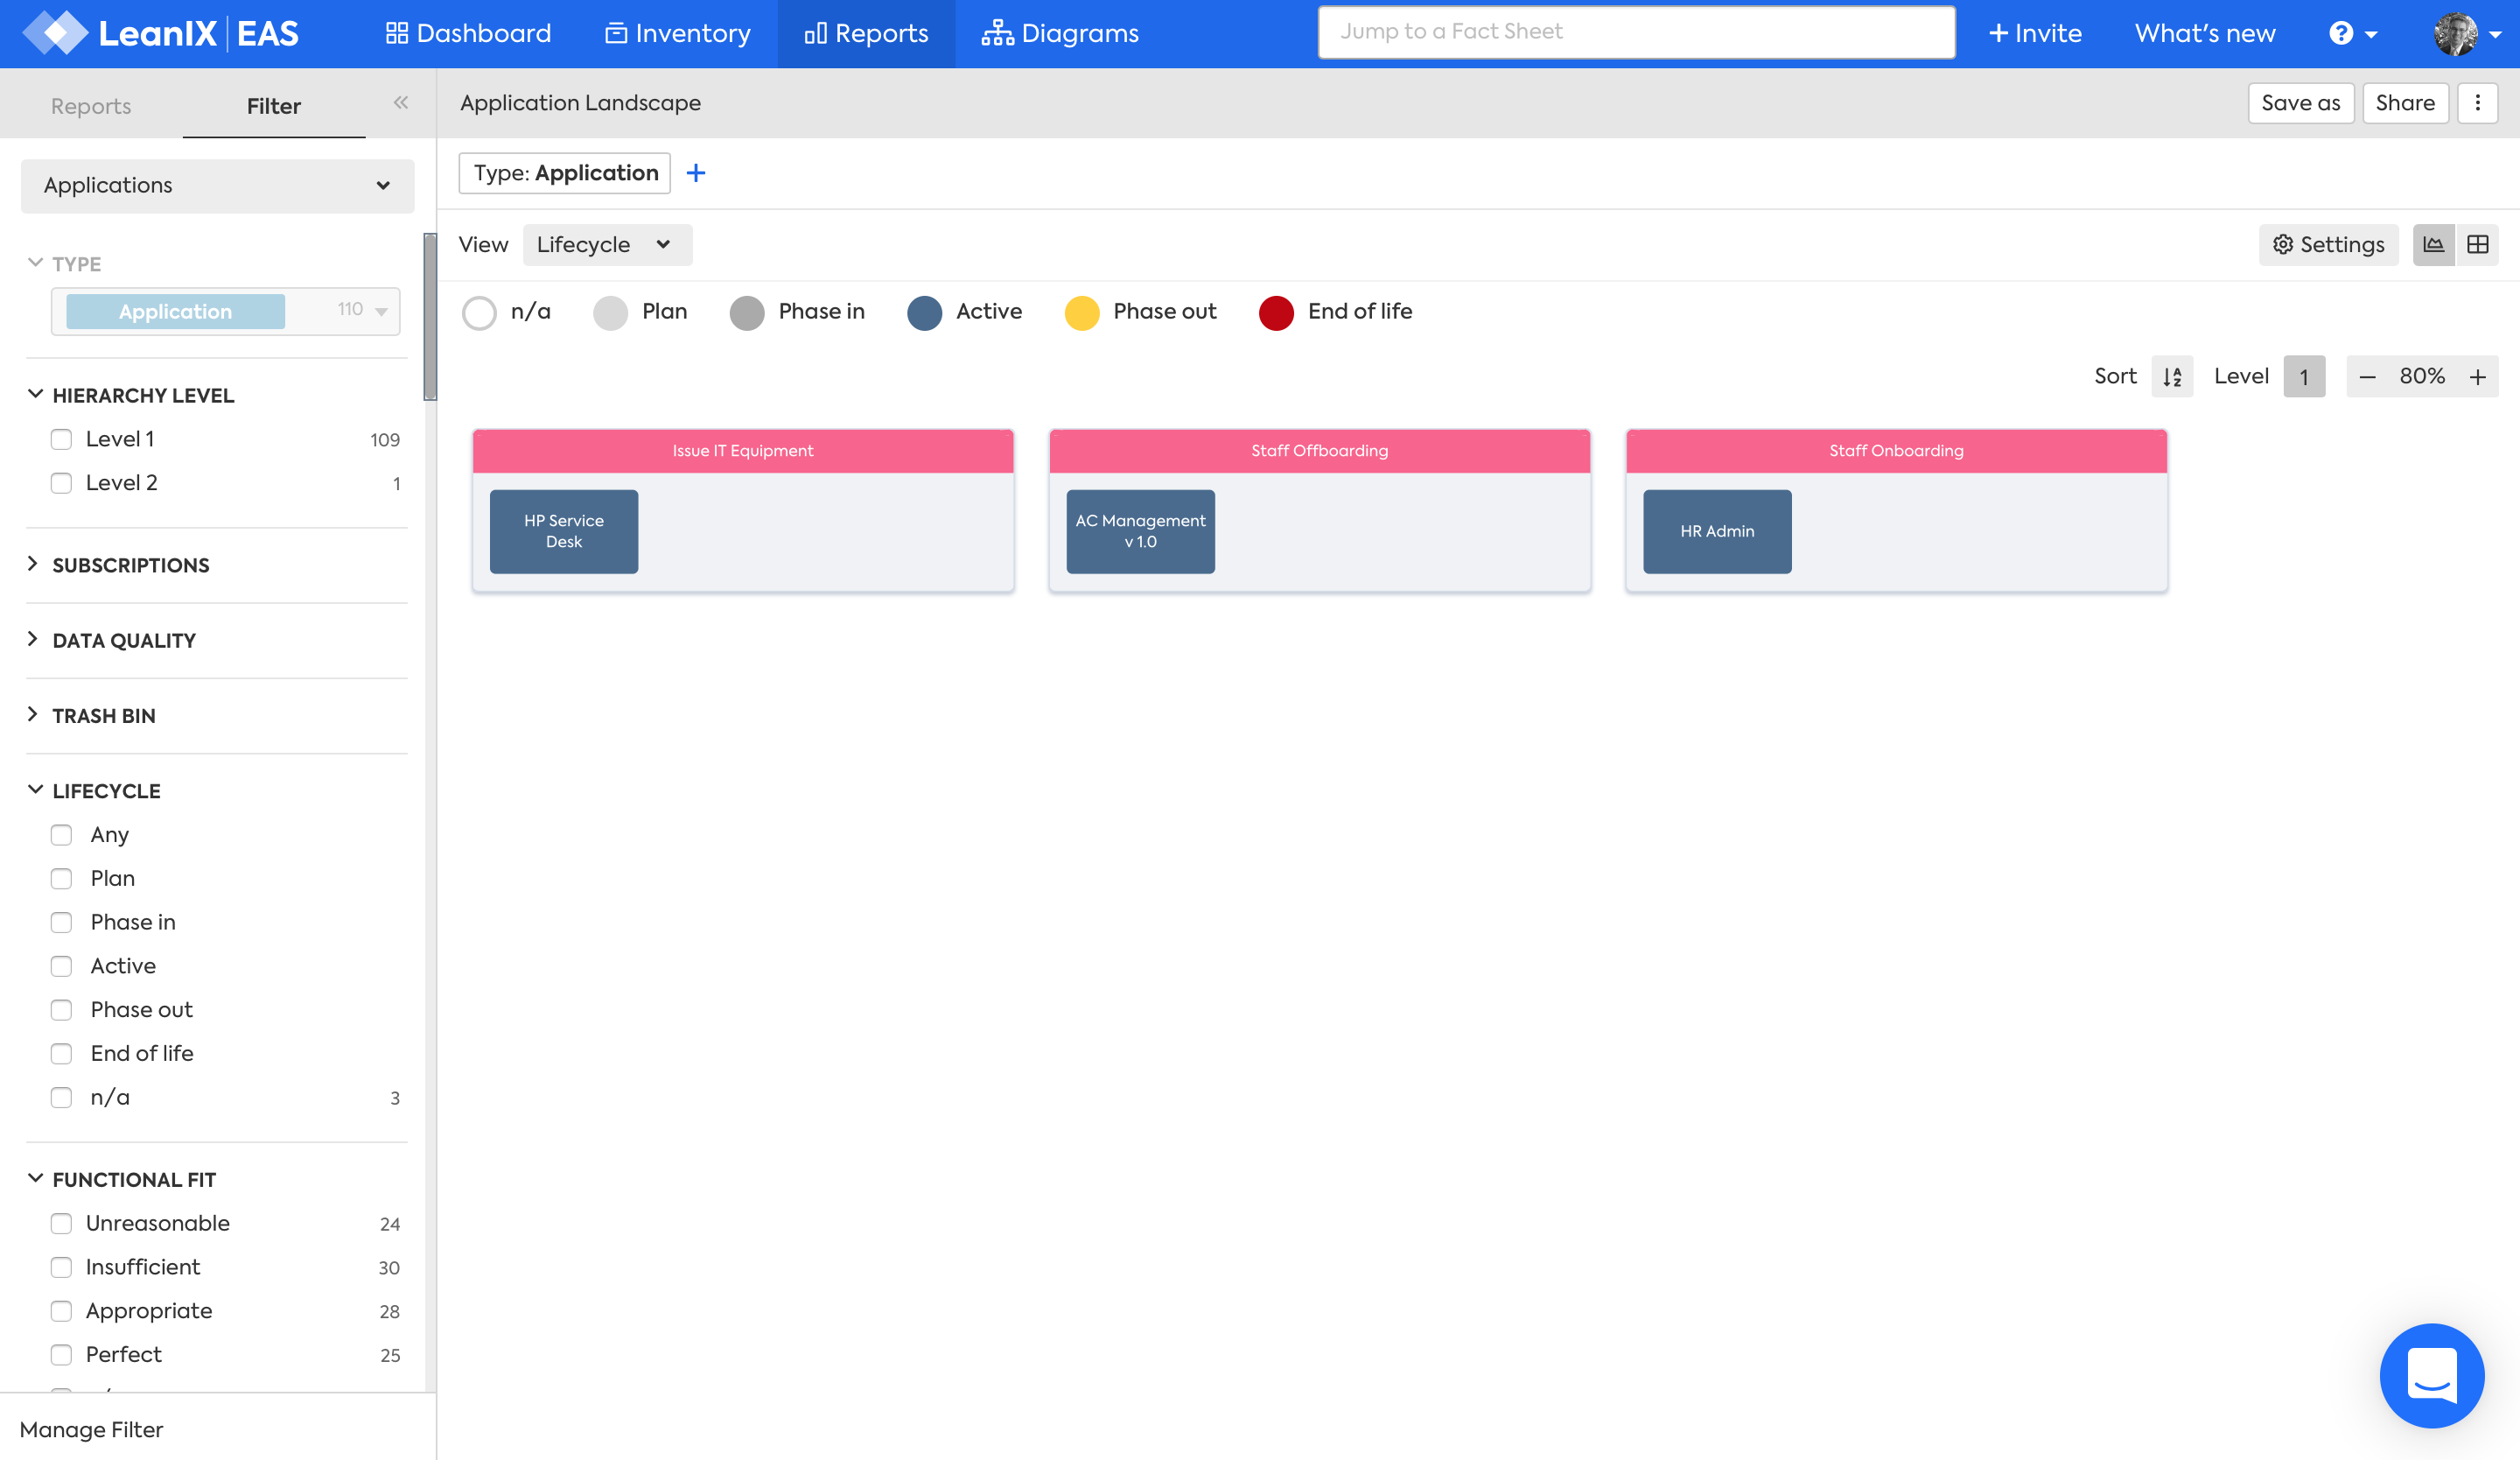 LeanIX | EAS
Dashboard
Inventory
Reports
Diagrams
Jump to a Fact Sheet
+ Invite
What's new
?
Reports
Filter
Application Landscape
Save as
Share
Applications
Type: Application
+
View
Lifecycle
Settings
TYPE
Application
110
n/a
Plan
Phase in
Active
Phase out
End of life
Sort
Level
1
− 80% +
HIERARCHY LEVEL
Level 1 109
Level 2 1
Issue IT Equipment
HP Service
Desk
Staff Offboarding
AC Management
v 1.0
Staff Onboarding
HR Admin
SUBSCRIPTIONS
DATA QUALITY
TRASH BIN
LIFECYCLE
Any
Plan
Phase in
Active
Phase out
End of life
n/a 3
FUNCTIONAL FIT
Unreasonable 24
Insufficient 30
Appropriate 28
Perfect 25
Manage Filter